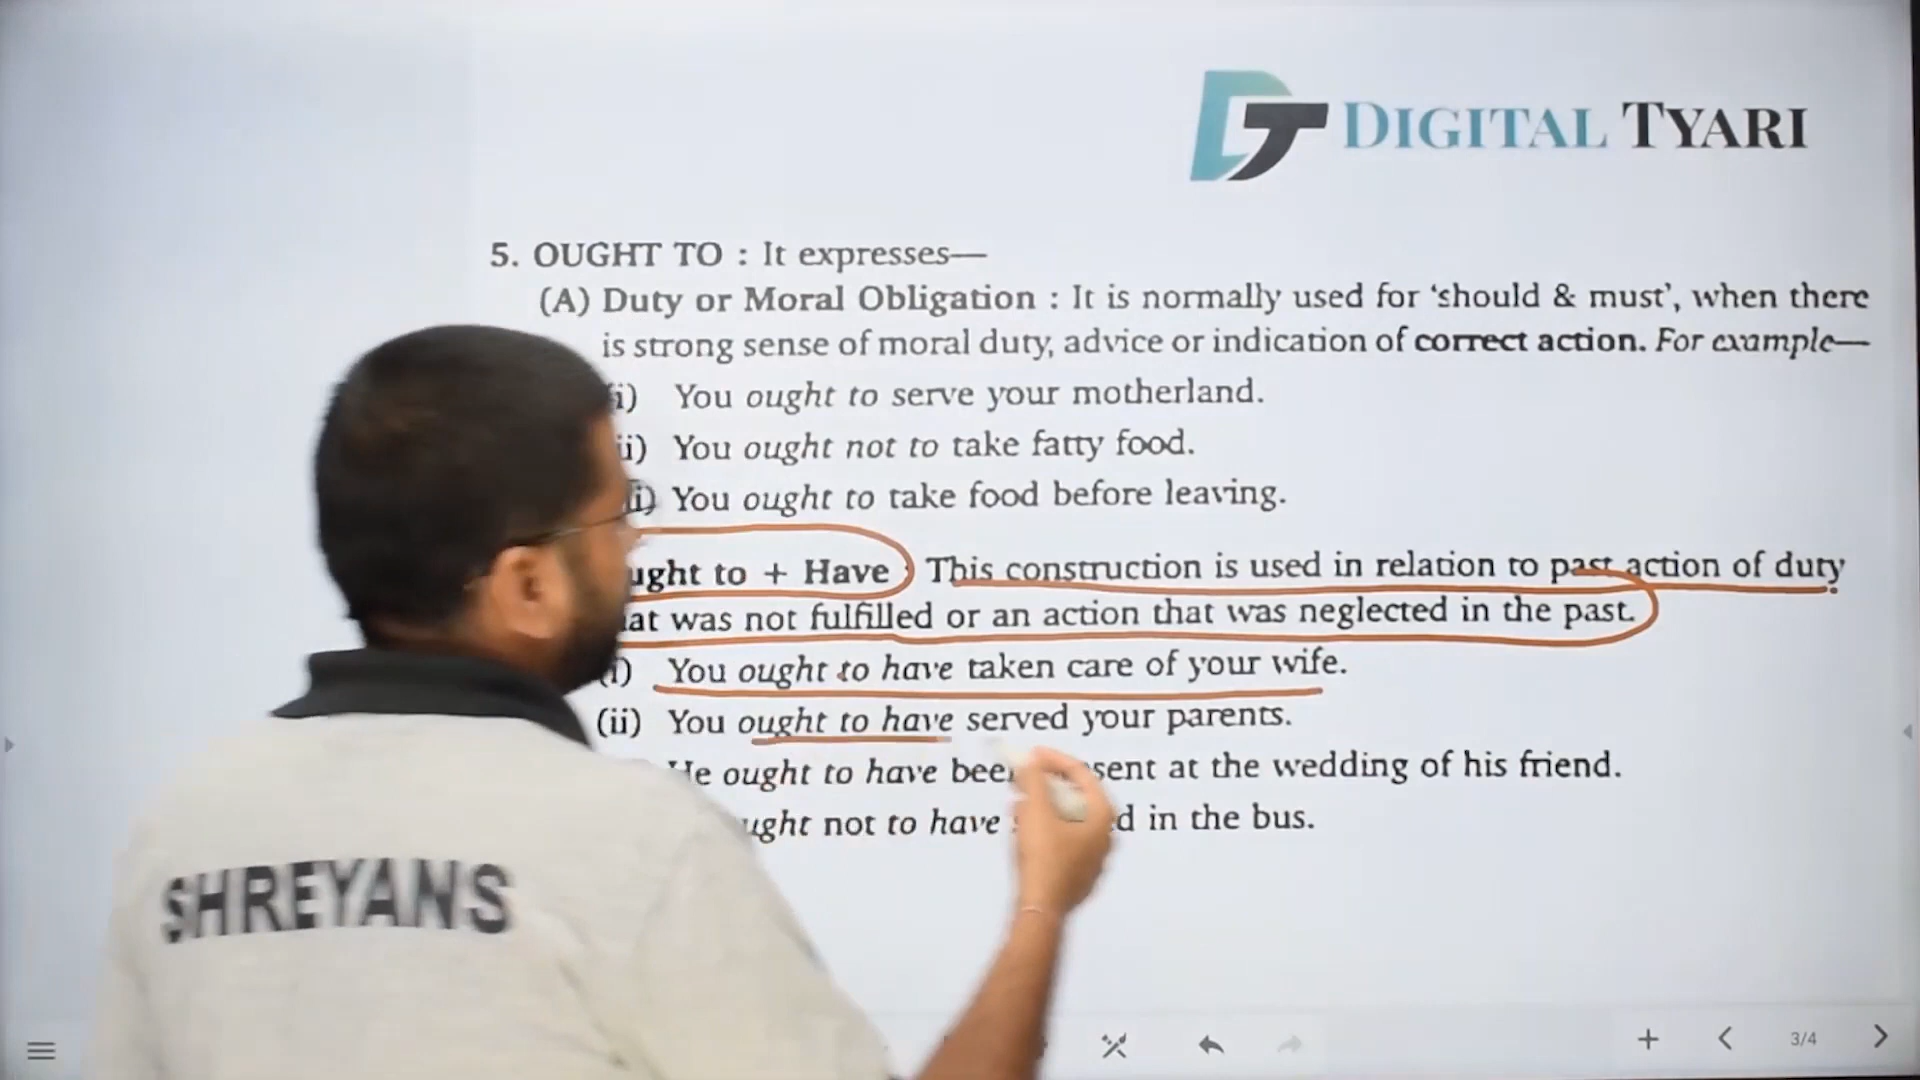 DT DIGITAL TYARI
5. OUGHT TO : It expresses—
(A) Duty or Moral Obligation : It is normally used for ‘should & must’, when there
is strong sense of moral duty, advice or indication of correct action. For example—
i) You ought to serve your motherland.
ii) You ought not to take fatty food.
i) You ought to take food before leaving.
ught to + Have : This construction is used in relation to past action of duty
at was not fulfilled or an action that was neglected in the past.
(i) You ought to have taken care of your wife.
(ii) You ought to have served your parents.
He ought to have been sent at the wedding of his friend.
ught not to have d in the bus.
SHREYANS
3/4